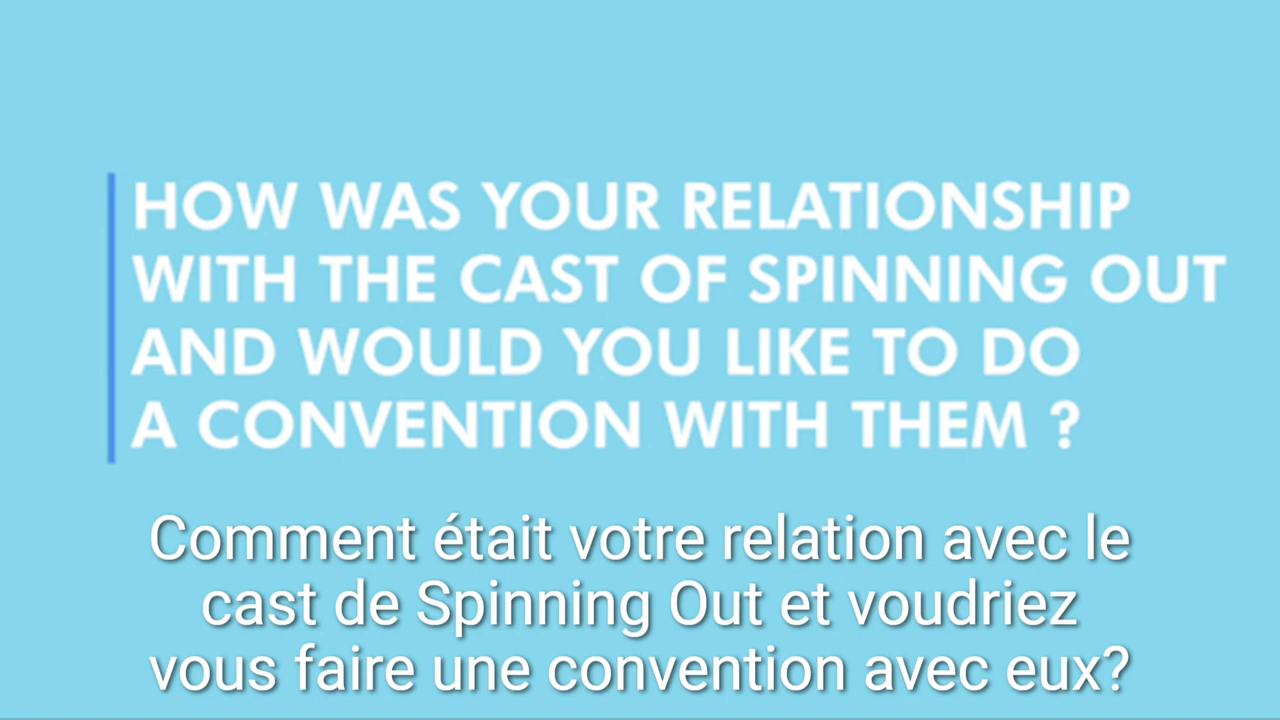 HOW WAS YOUR RELATIONSHIP
WITH THE CAST OF SPINNING OUT
AND WOULD YOU LIKE TO DO
A CONVENTION WITH THEM ?
Comment était votre relation avec le
cast de Spinning Out et voudriez
vous faire une convention avec eux?